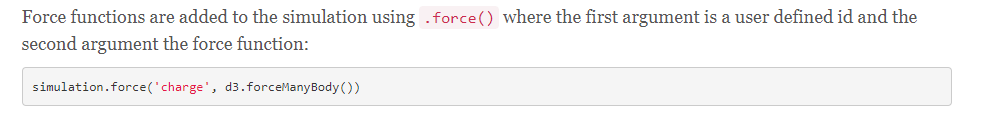 Force functions are added to the simulation using .force() where the first argument is a user defined id and the
second argument the force function:
simulation.force('charge', d3.forceManyBody())